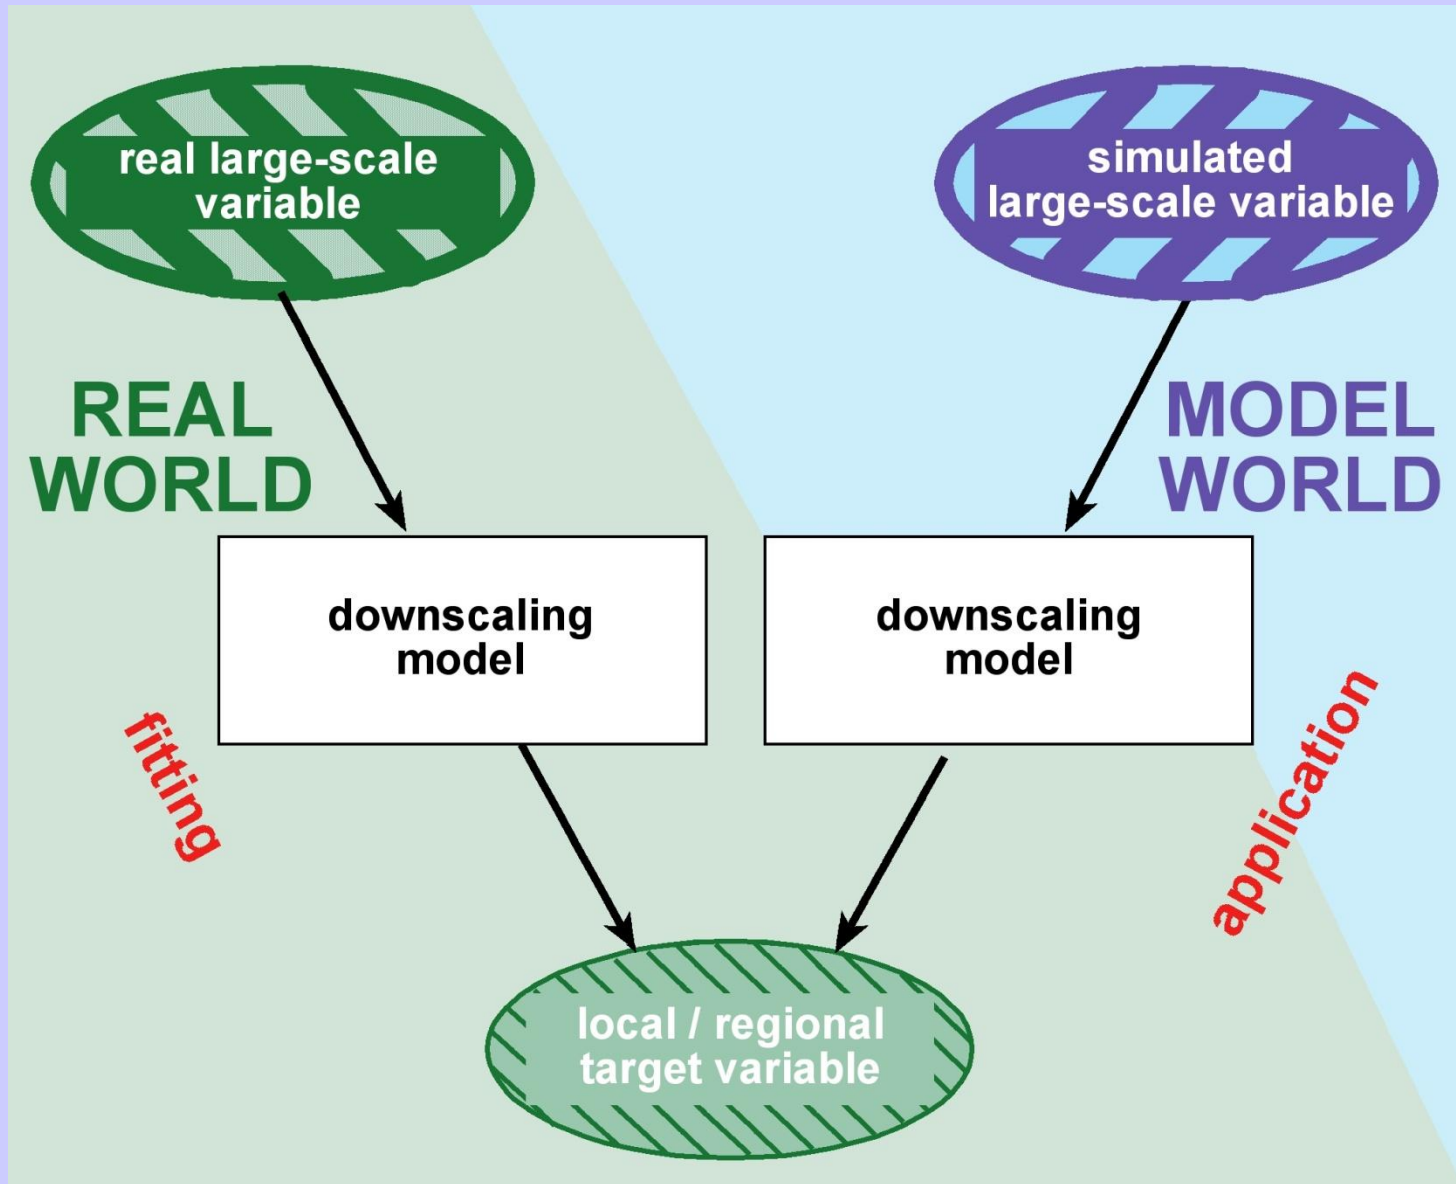 real large-scale
variable
simulated
large-scale variable
REAL
WORLD
MODEL
WORLD
downscaling
model
downscaling
model
fitting
application
local / regional
target variable